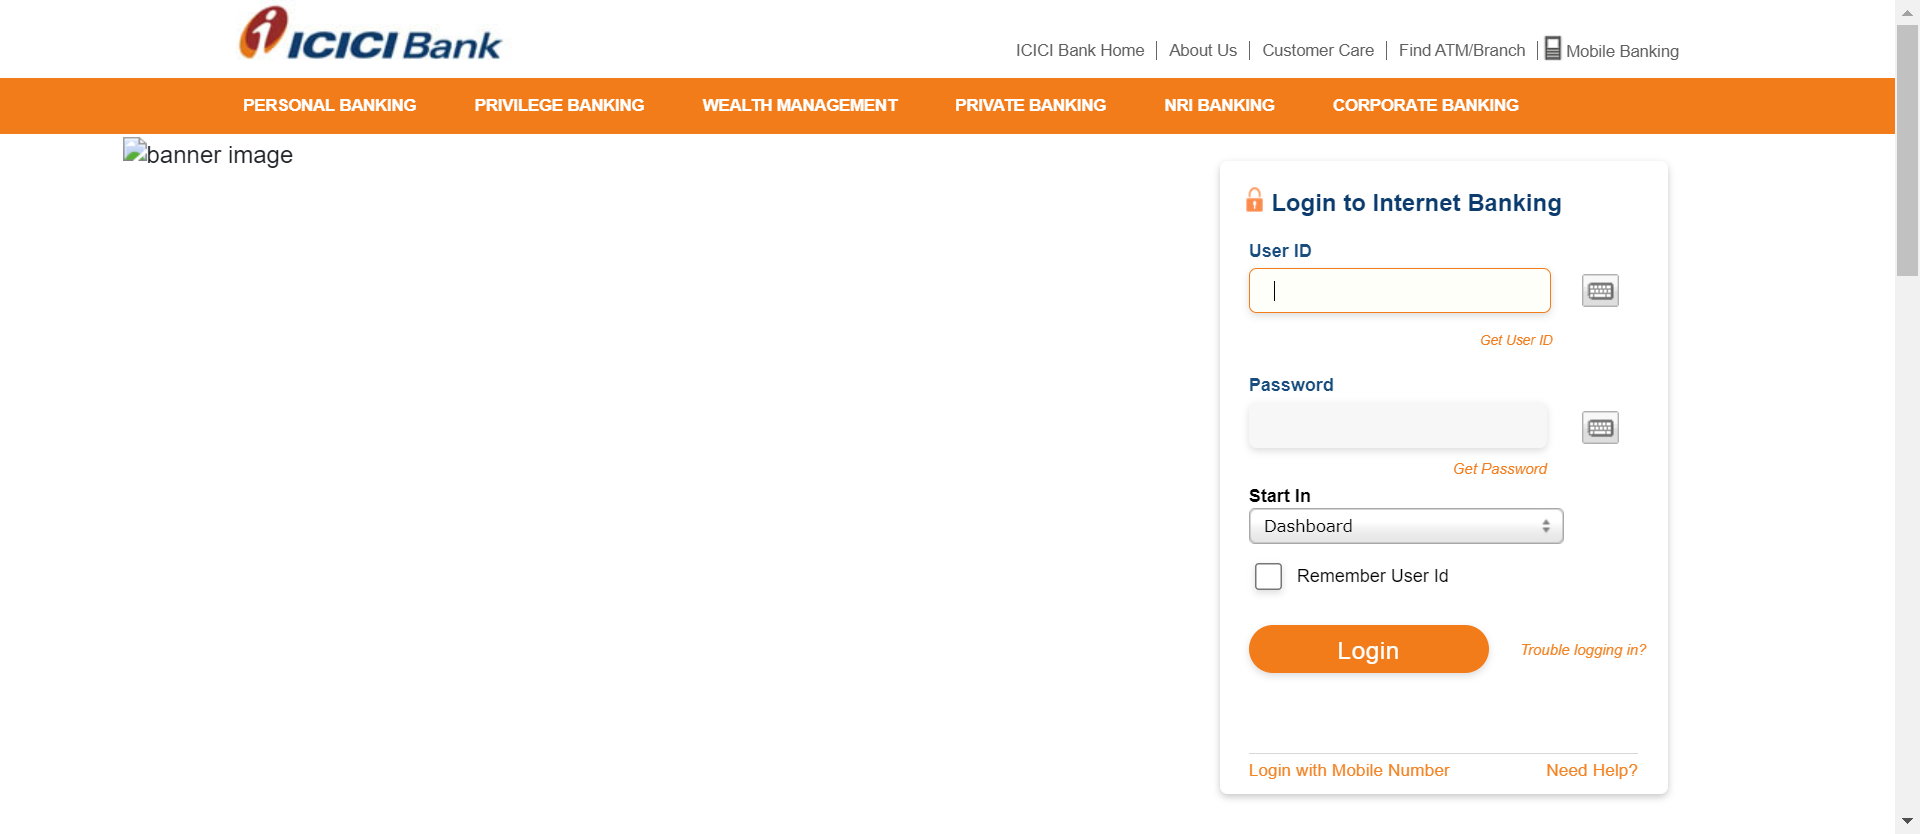 ICICI Bank
ICICI Bank Home | About Us | Customer Care | Find ATM/Branch | Mobile Banking
PERSONAL BANKING PRIVILEGE BANKING WEALTH MANAGEMENT PRIVATE BANKING NRI BANKING CORPORATE BANKING
banner image
Login to Internet Banking
User ID
Get User ID
Password
Get Password
Start In
Dashboard
Remember User Id
Login Trouble logging in?
Login with Mobile Number Need Help?